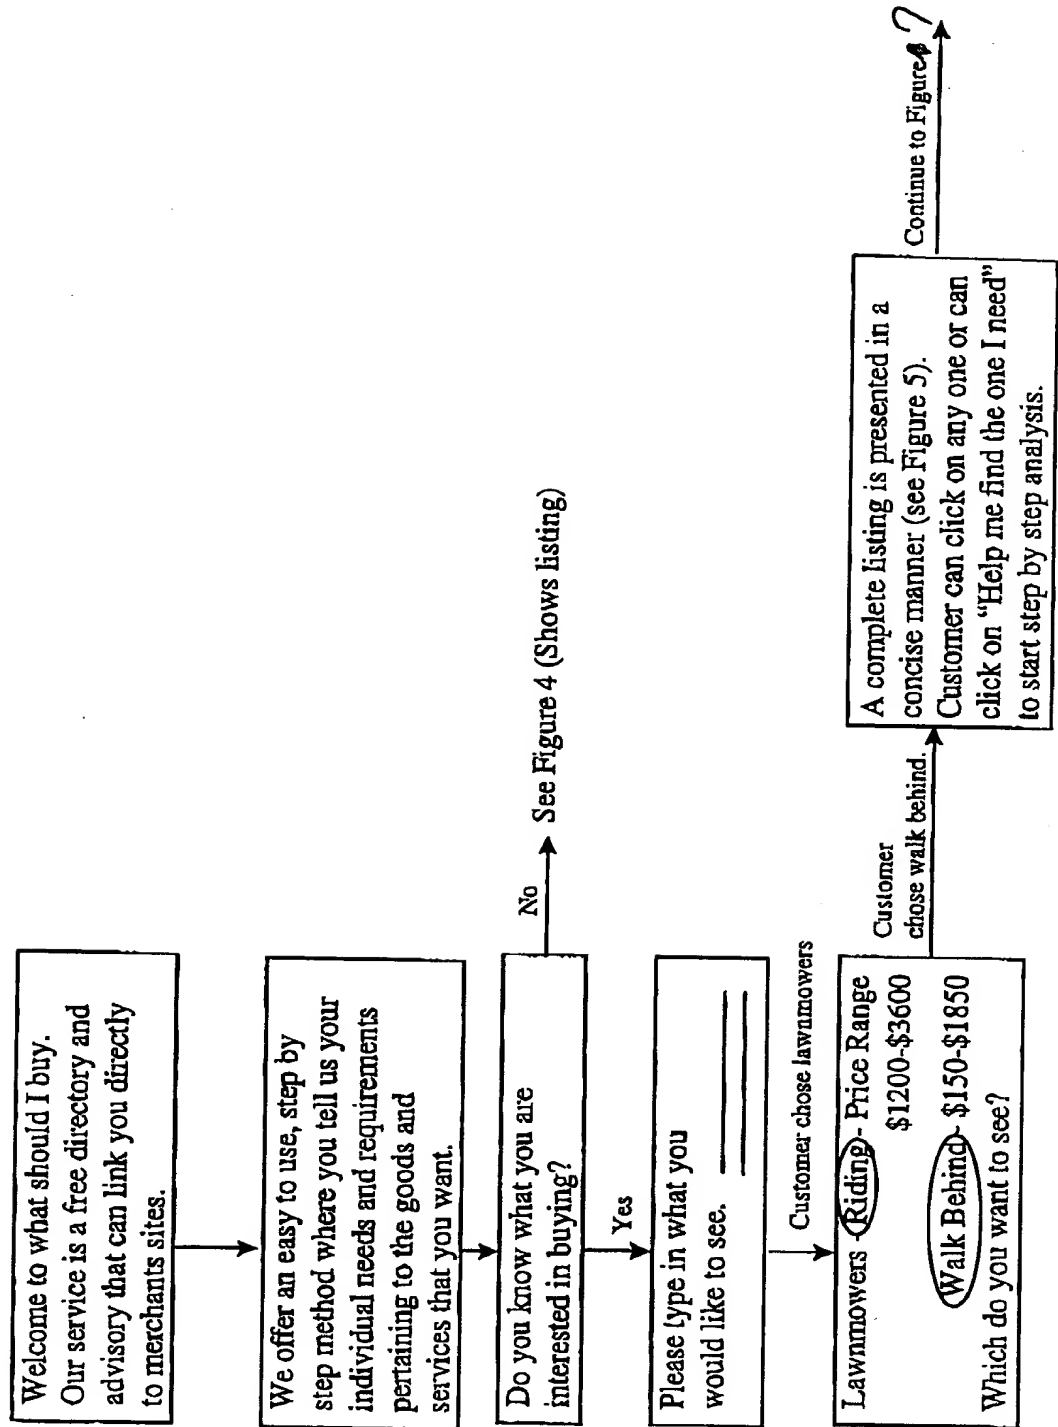 Welcome to what should I buy.
Our service is a free directory and
advisory that can link you directly
to merchants sites.
We offer an easy to use, step by
step method where you tell us your
individual needs and requirements
pertaining to the goods and
services that you want.
Do you know what you are
interested in buying?
No
See Figure 4 (Shows listing)
Yes
Please type in what you
would like to see.
Customer chose lawnmowers
Lawnmowers - Riding - Price Range
$1200-$3600
Walk Behind - $150-$1850
Which do you want to see?
Customer
chose walk behind.
A complete listing is presented in a
concise manner (see Figure 5).
Customer can click on any one or can
click on “Help me find the one I need”
to start step by step analysis.
Continue to Figure 7